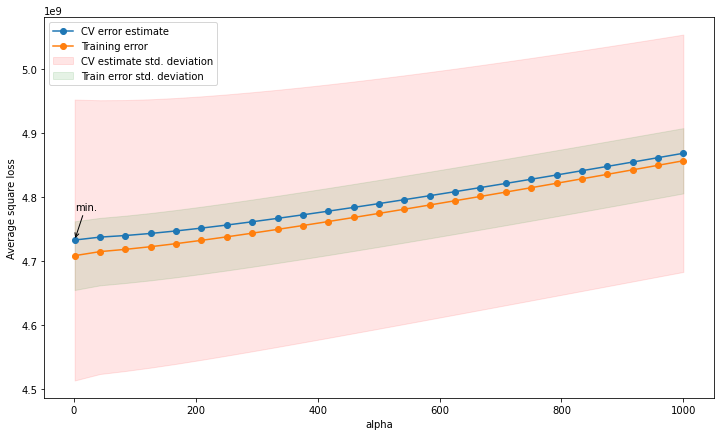 1e9
CV error estimate
Training error
CV estimate std. deviation
Train error std. deviation
5.0
4.9
4.8
4.7
4.6
4.5
Average square loss
min.
0
200
400
600
800
1000
alpha